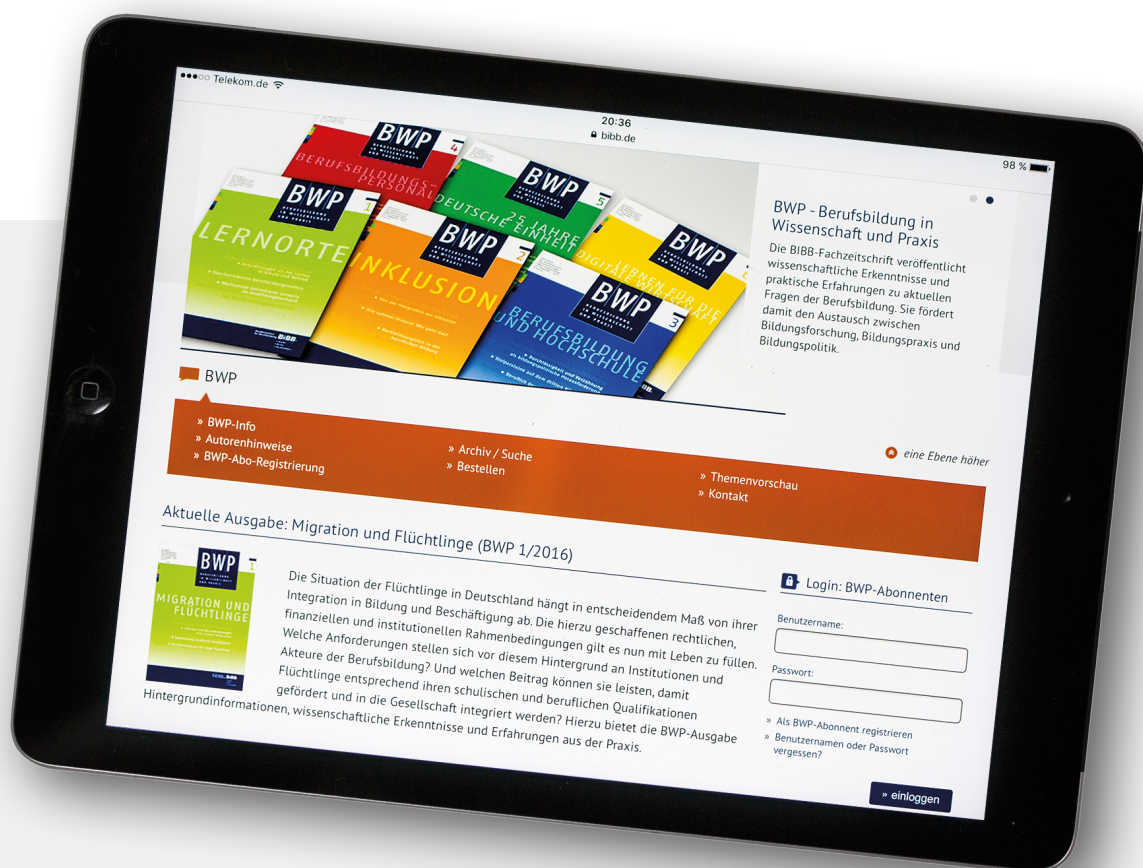 Telekom.de
20:36
bibb.de
98 %
BWP
4
BERUFSBILDUNGS-
PERSONAL
BWP
5
25 JAHRE
DEUTSCHE EINHEIT
BWP
LERNEN FÜR DIE
DIGITALE WIRTSCHAFT
BWP
1
LERNORTE
BiBB
BWP
2
INKLUSION
BWP
3
BERUFSBILDUNG
UND HOCHSCHULE
BWP - Berufsbildung in
Wissenschaft und Praxis
Die BIBB-Fachzeitschrift veröffentlicht
wissenschaftliche Erkenntnisse und
praktische Erfahrungen zu aktuellen
Fragen der Berufsbildung. Sie fördert
damit den Austausch zwischen
Bildungsforschung, Bildungspraxis und
Bildungspolitik.
BWP
» BWP-Info
» Autorenhinweise
» BWP-Abo-Registrierung
» Archiv / Suche
» Bestellen
» Themenvorschau
» Kontakt
eine Ebene höher
Aktuelle Ausgabe: Migration und Flüchtlinge (BWP 1/2016)
BWP
1
MIGRATION UND
FLÜCHTLINGE
Die Situation der Flüchtlinge in Deutschland hängt in entscheidendem Maß von ihrer
Integration in Bildung und Beschäftigung ab. Die hierzu geschaffenen rechtlichen,
finanziellen und institutionellen Rahmenbedingungen gilt es nun mit Leben zu füllen.
Welche Anforderungen stellen sich vor diesem Hintergrund an Institutionen und
Akteure der Berufsbildung? Und welchen Beitrag können sie leisten, damit
Flüchtlinge entsprechend ihren schulischen und beruflichen Qualifikationen
gefördert und in die Gesellschaft integriert werden? Hierzu bietet die BWP-Ausgabe
Hintergrundinformationen, wissenschaftliche Erkenntnisse und Erfahrungen aus der Praxis.
Login: BWP-Abonnenten
Benutzername:
Passwort:
» Als BWP-Abonnent registrieren
» Benutzernamen oder Passwort
vergessen?
» einloggen